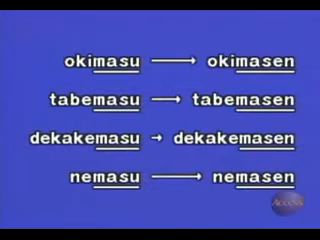 okimasu → okimasen
tabemasu → tabemasen
dekakemasu → dekakemasen
nemasu → nemasen